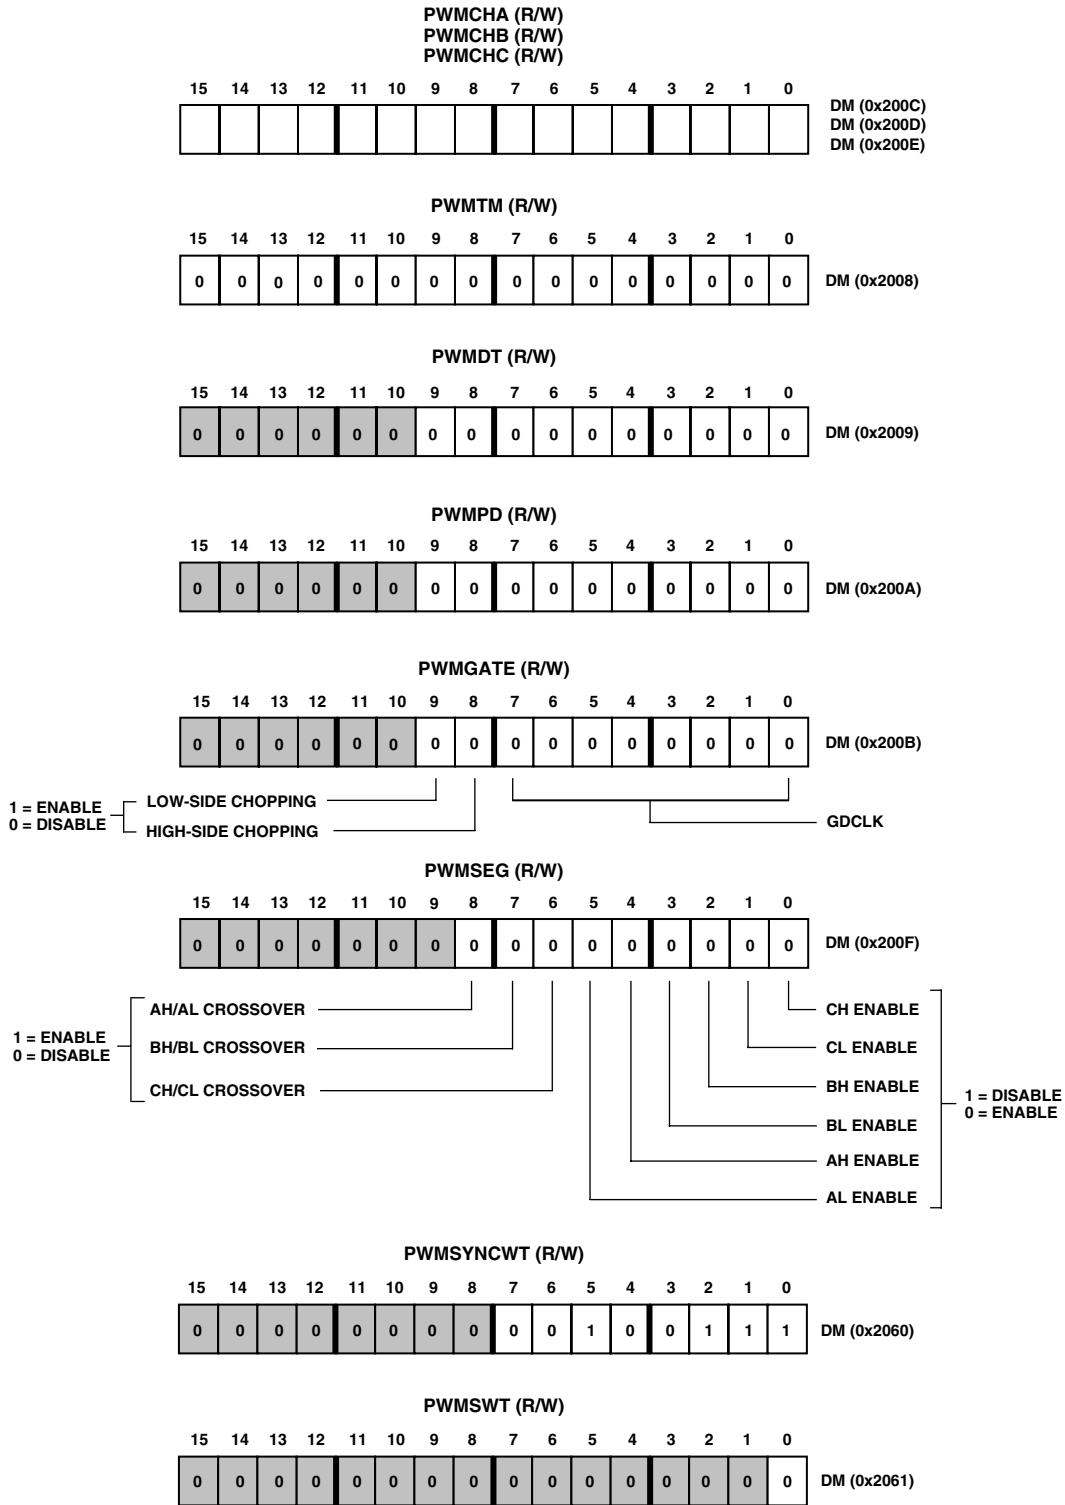 PWMCHA (R/W)
PWMCHB (R/W)
PWMCHC (R/W)
15 14 13 12 11 10 9 8 7 6 5 4 3 2 1 0
DM (0x200C)
DM (0x200D)
DM (0x200E)
PWMTM (R/W)
15 14 13 12 11 10 9 8 7 6 5 4 3 2 1 0
0 0 0 0 0 0 0 0 0 0 0 0 0 0 0 0 DM (0x2008)
PWMDT (R/W)
15 14 13 12 11 10 9 8 7 6 5 4 3 2 1 0
0 0 0 0 0 0 0 0 0 0 0 0 0 0 0 0 DM (0x2009)
PWMPD (R/W)
15 14 13 12 11 10 9 8 7 6 5 4 3 2 1 0
0 0 0 0 0 0 0 0 0 0 0 0 0 0 0 0 DM (0x200A)
PWMGATE (R/W)
15 14 13 12 11 10 9 8 7 6 5 4 3 2 1 0
0 0 0 0 0 0 0 0 0 0 0 0 0 0 0 0 DM (0x200B)
1 = ENABLE
0 = DISABLE
LOW-SIDE CHOPPING
HIGH-SIDE CHOPPING
GDCLK
PWMSEG (R/W)
15 14 13 12 11 10 9 8 7 6 5 4 3 2 1 0
0 0 0 0 0 0 0 0 0 0 0 0 0 0 0 0 DM (0x200F)
1 = ENABLE
0 = DISABLE
AH/AL CROSSOVER
BH/BL CROSSOVER
CH/CL CROSSOVER
CH ENABLE
CL ENABLE
BH ENABLE
BL ENABLE
AH ENABLE
AL ENABLE
1 = DISABLE
0 = ENABLE
PWMSYNCWT (R/W)
15 14 13 12 11 10 9 8 7 6 5 4 3 2 1 0
0 0 0 0 0 0 0 0 0 0 1 0 0 1 1 1 DM (0x2060)
PWMSWT (R/W)
15 14 13 12 11 10 9 8 7 6 5 4 3 2 1 0
0 0 0 0 0 0 0 0 0 0 0 0 0 0 0 0 DM (0x2061)